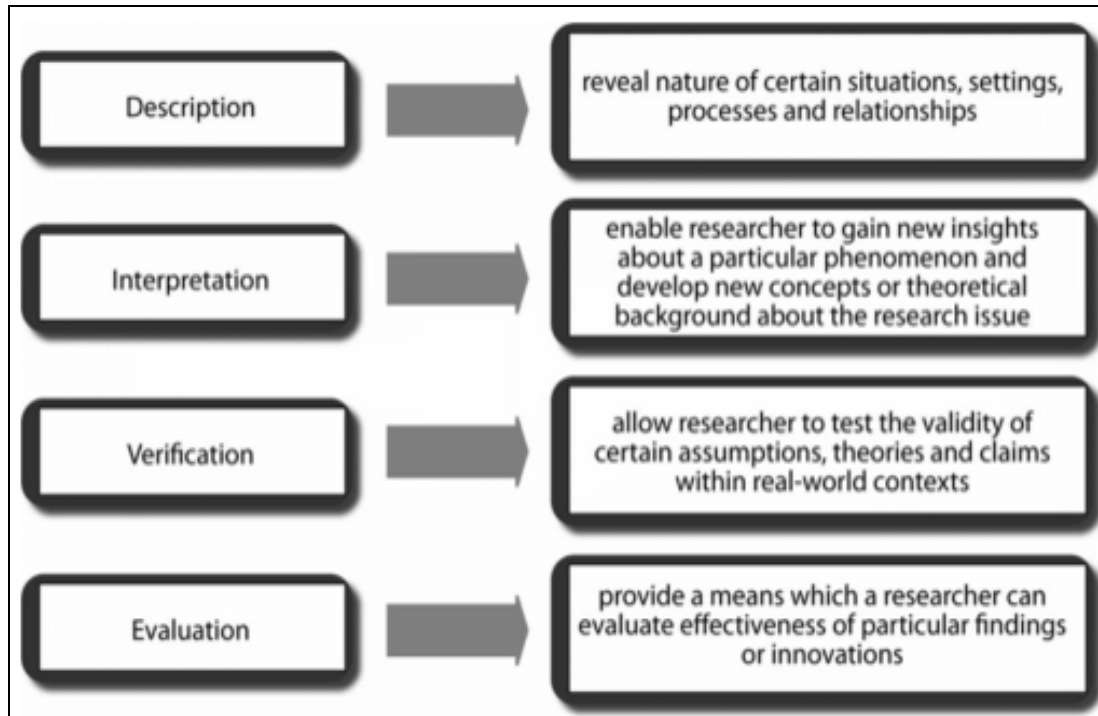 Description
reveal nature of certain situations, settings,
processes and relationships
Interpretation
enable researcher to gain new insights
about a particular phenomenon and
develop new concepts or theoretical
background about the research issue
Verification
allow researcher to test the validity of
certain assumptions, theories and claims
within real-world contexts
Evaluation
provide a means which a researcher can
evaluate effectiveness of particular findings
or innovations